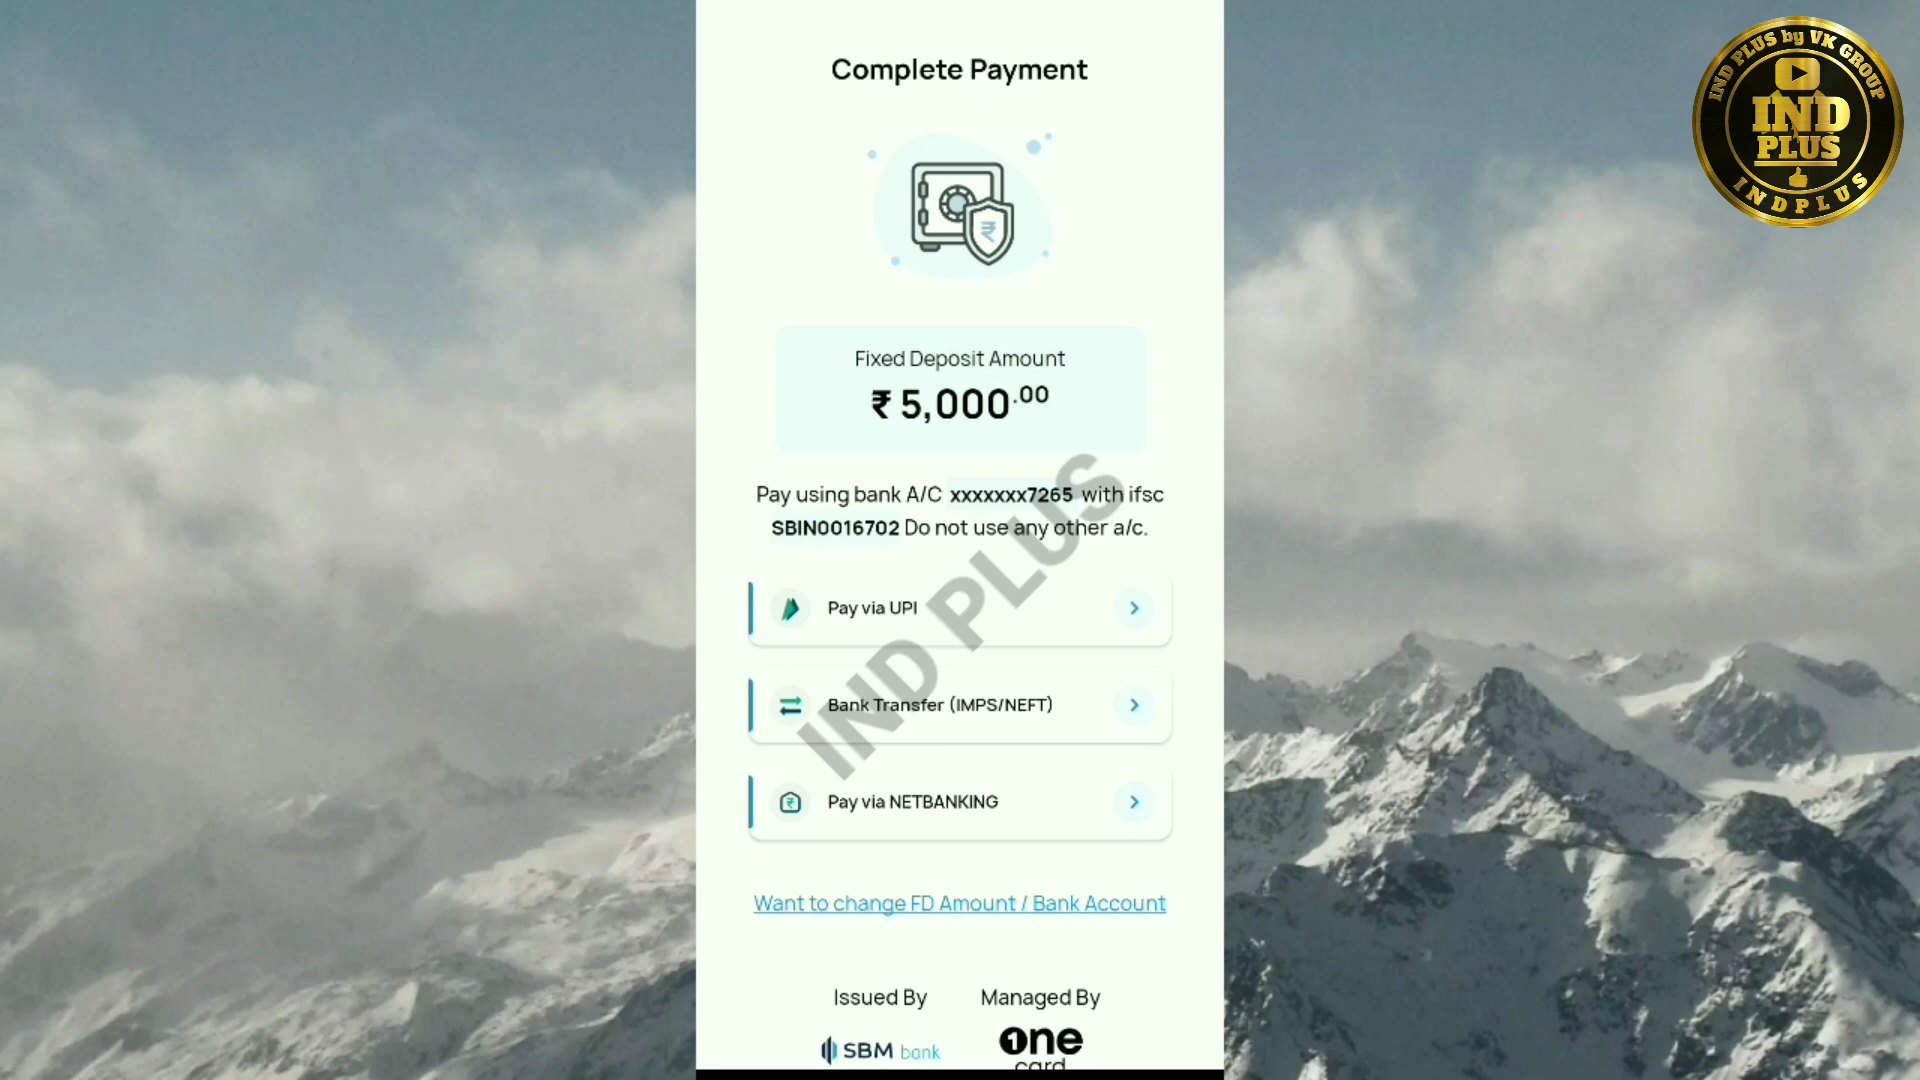 Complete Payment
IND PLUS by VK GROUP
IND
PLUS
INDPLUS
₹
Fixed Deposit Amount
₹ 5,000.00
Pay using bank A/C xxxxxxx7265 with ifsc
SBIN0016702 Do not use any other a/c.
Pay via UPI
Bank Transfer (IMPS/NEFT)
Pay via NETBANKING
IND PLUS
Want to change FD Amount / Bank Account
Issued By
Managed By
SBM bank
one
card